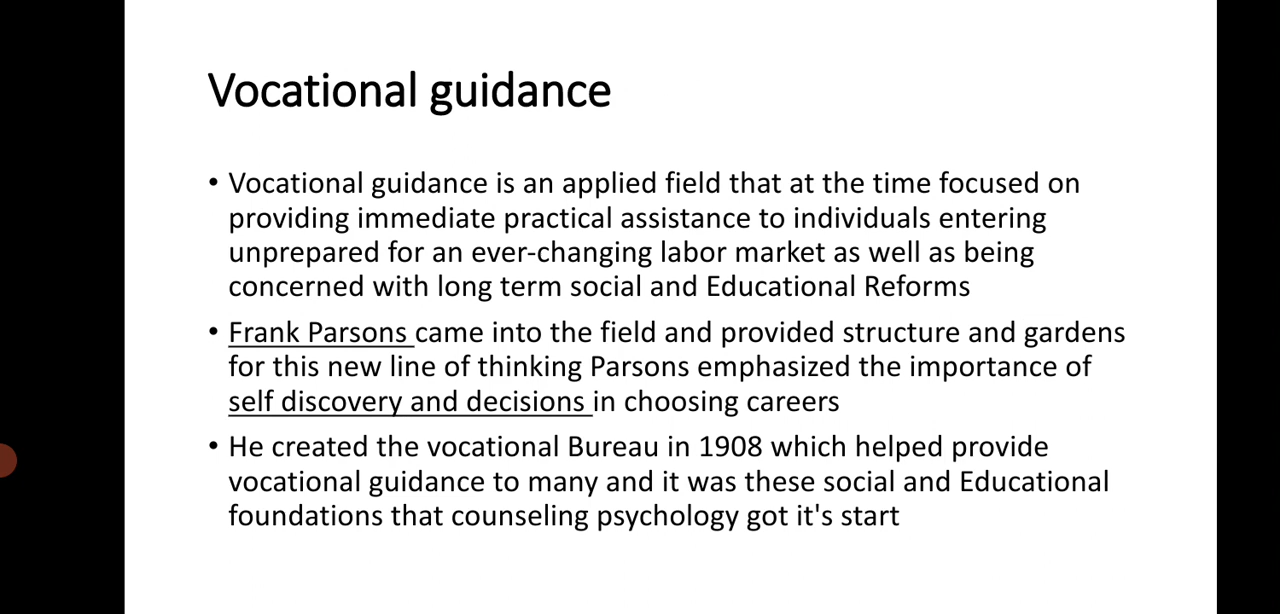 Vocational guidance
• Vocational guidance is an applied field that at the time focused on
providing immediate practical assistance to individuals entering
unprepared for an ever-changing labor market as well as being
concerned with long term social and Educational Reforms
• Frank Parsons came into the field and provided structure and gardens
for this new line of thinking Parsons emphasized the importance of
self discovery and decisions in choosing careers
• He created the vocational Bureau in 1908 which helped provide
vocational guidance to many and it was these social and Educational
foundations that counseling psychology got it's start